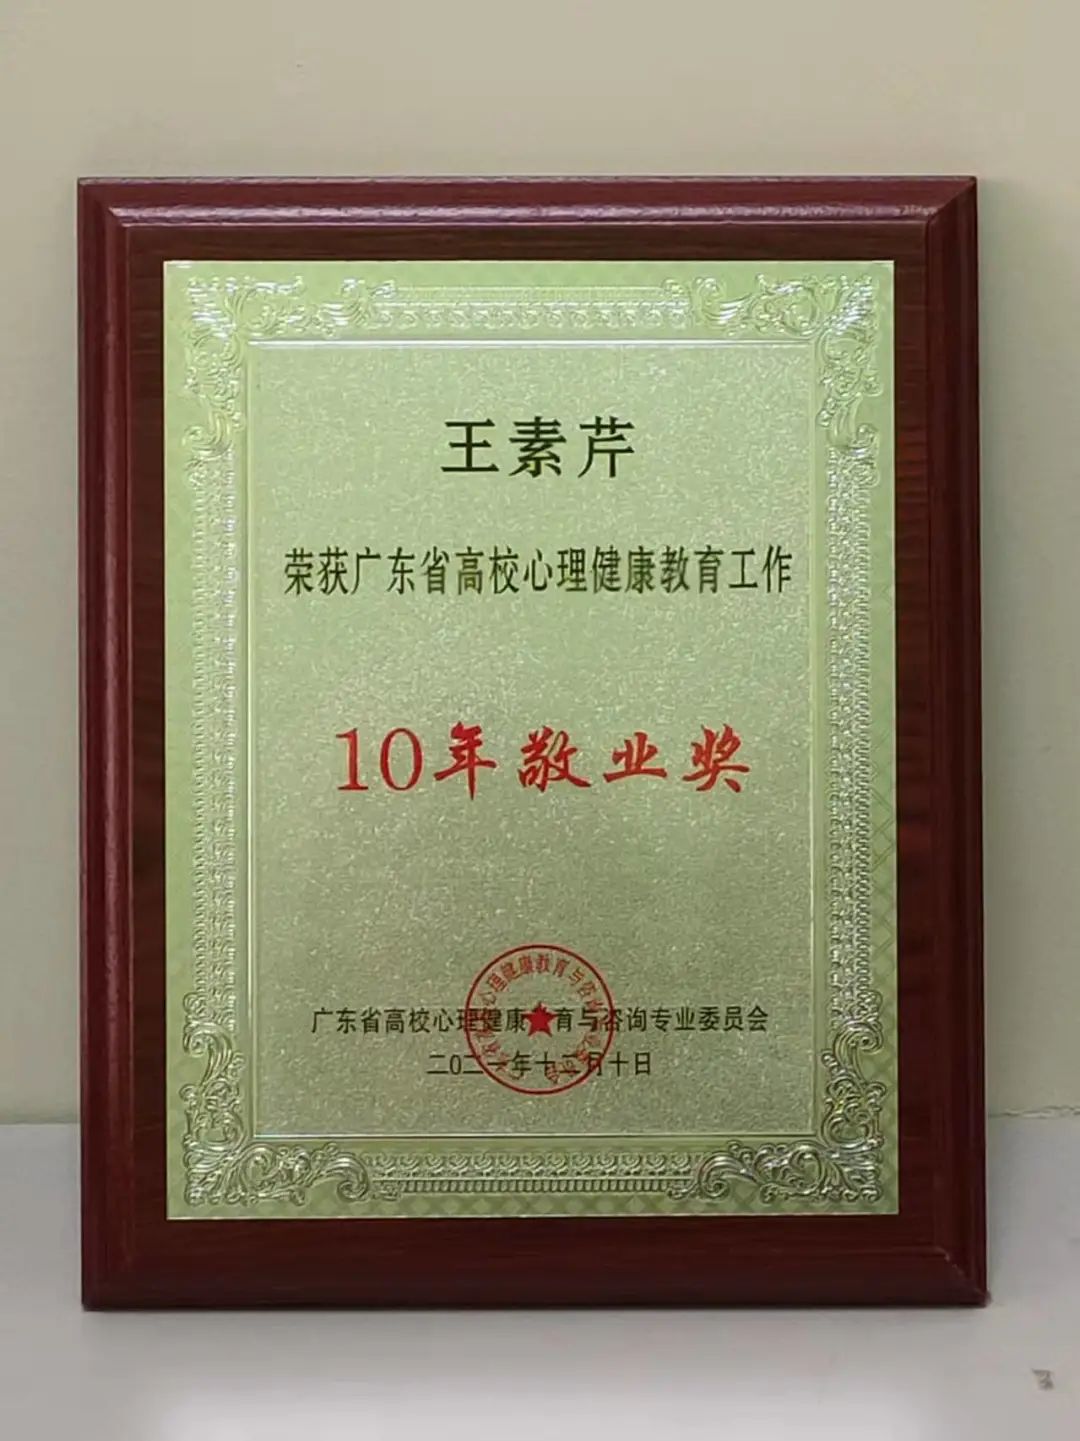 王素芹
荣获广东省高校心理健康教育工作
10年敬业奖
广东省高校心理健康教育与咨询专业委员会
二〇二一年十二月十日